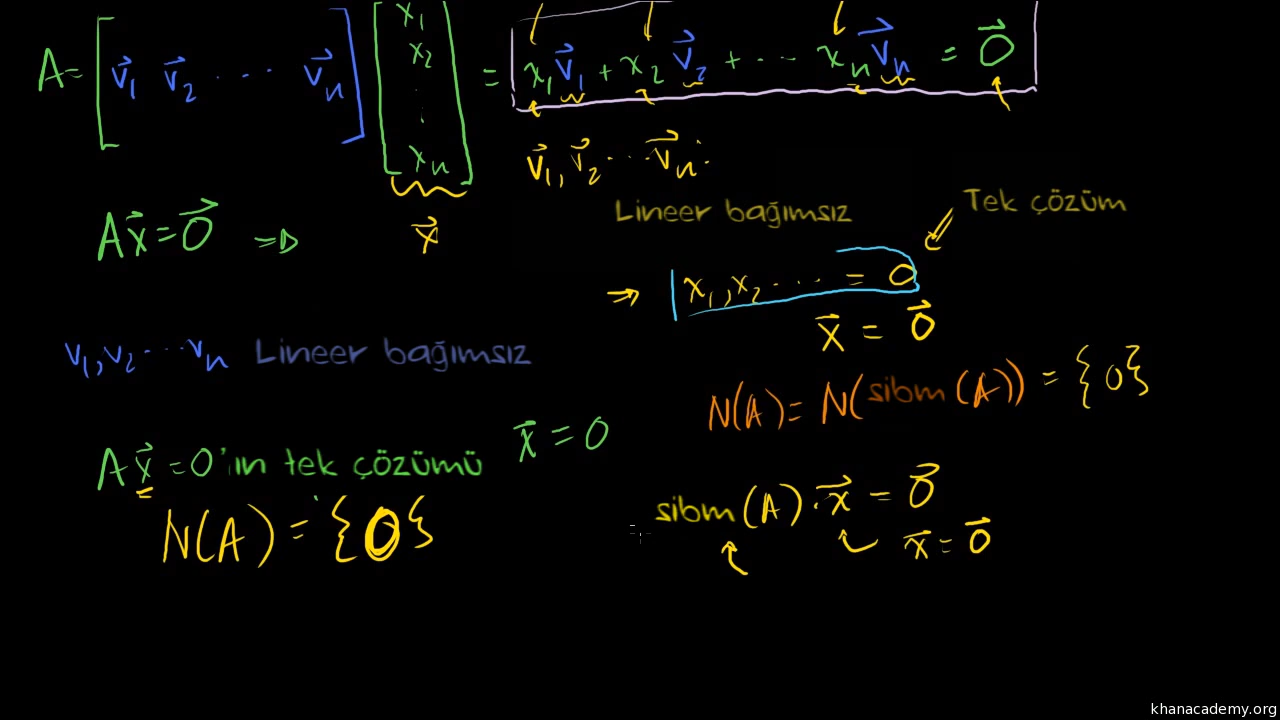 A = [v⃗₁ v⃗₂ ... v⃗ₙ] [x₁ x₂ ⋮ xₙ] = x₁v⃗₁ + x₂v⃗₂ + ... xₙv⃗ₙ = 0⃗
v⃗₁, v⃗₂ ... v⃗ₙ:
x⃗
Ax⃗ = 0⃗ ⇒
Lineer bağımsız
Tek çözüm
⇒ x₁, x₂ ... = 0
x⃗ = 0⃗
v₁, v₂ ... vₙ Lineer bağımsız
N(A) = N(sibm(A)) = {0}
Ax⃗ = 0'ın tek çözümü x⃗ = 0
N(A) = {0}
sibm(A)·x⃗ = 0⃗
x⃗ = 0⃗
khanacademy.org